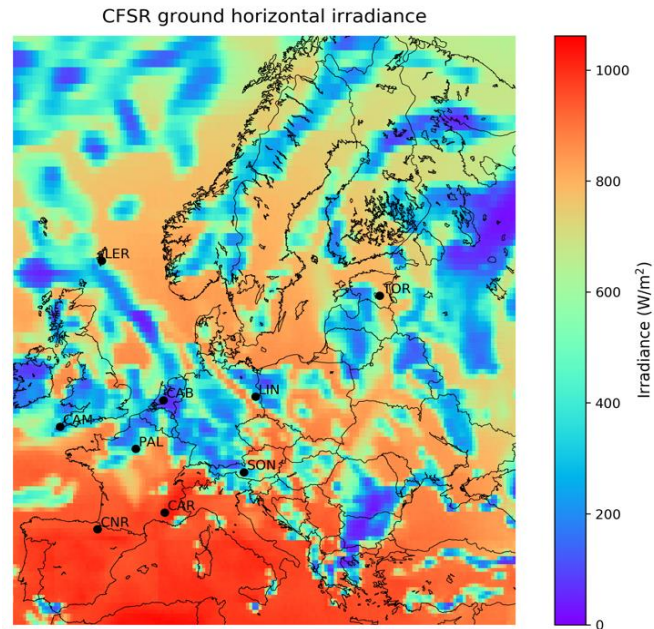 CFSR ground horizontal irradiance
LER
TOR
CAB
LIN
CAM
PAL
SON
CAR
CNR
1000
800
600
400
200
0
Irradiance (W/m²)